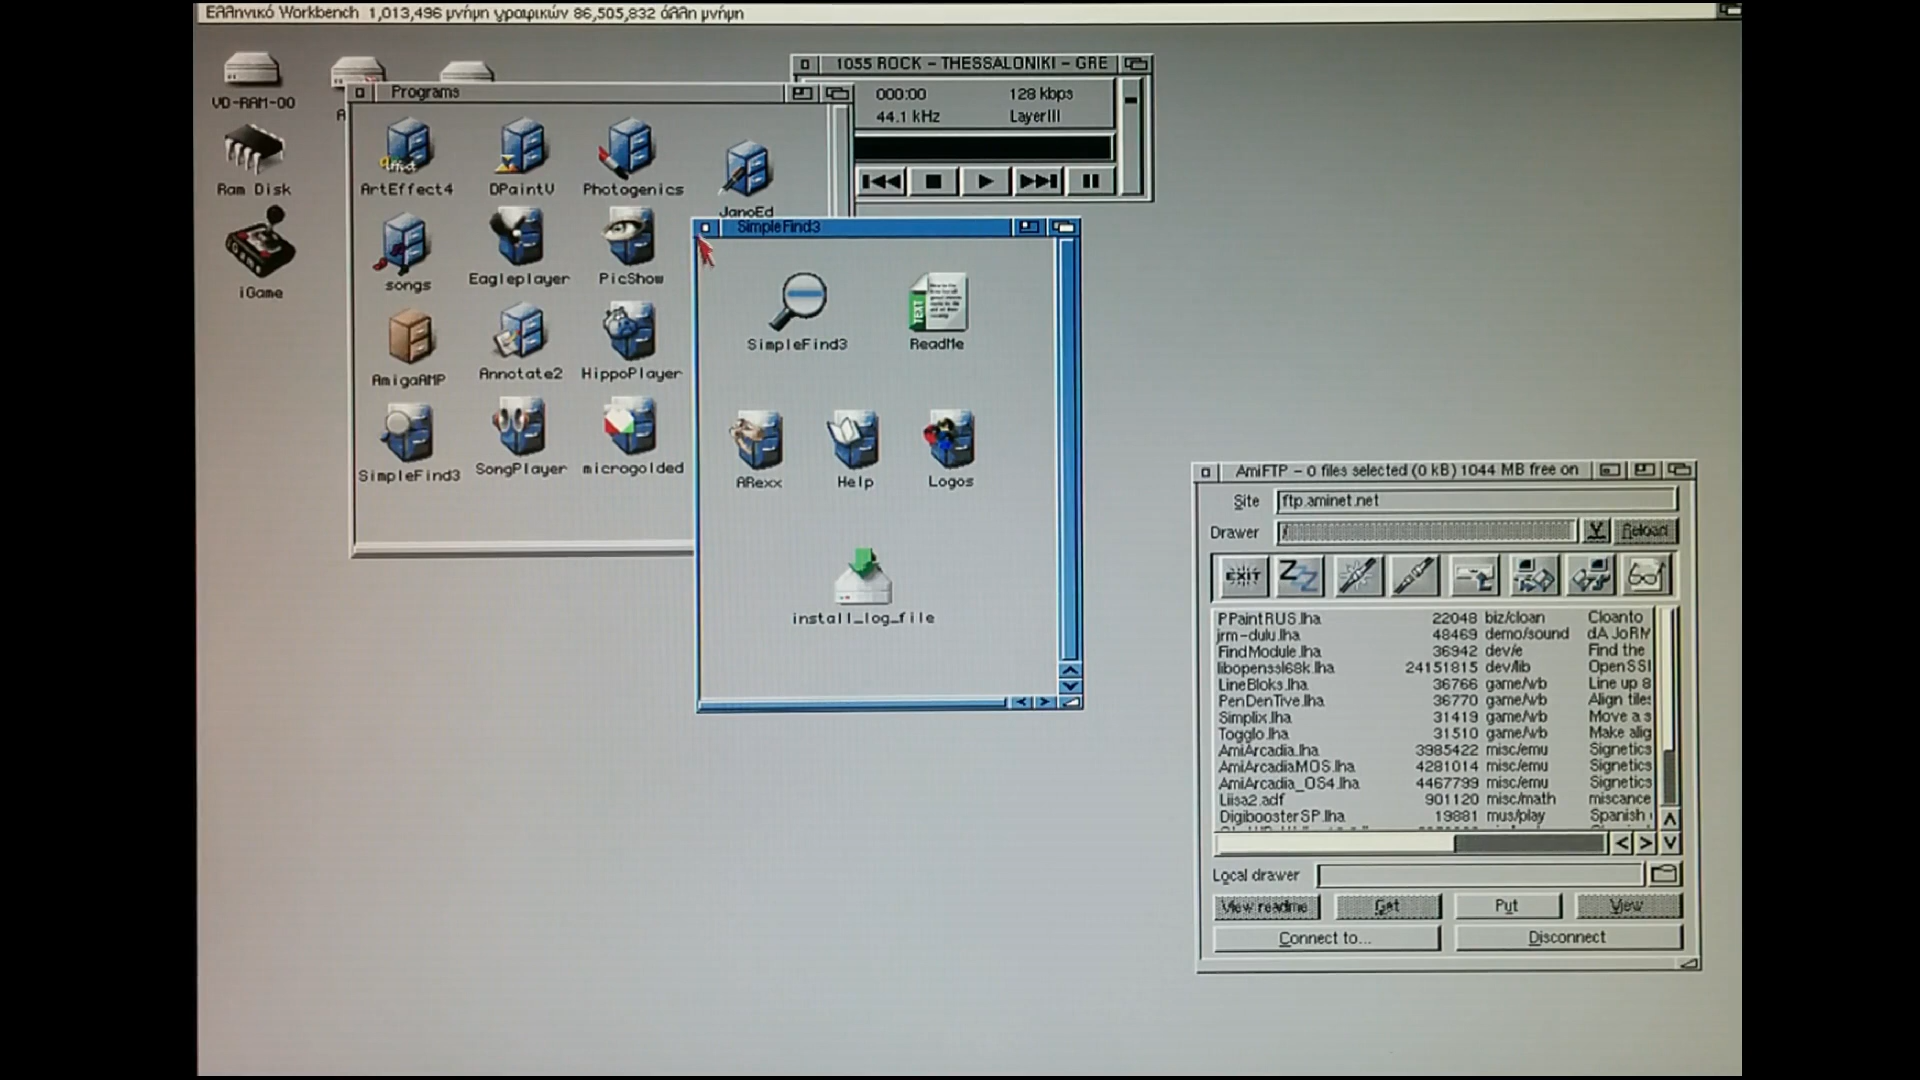 Ελληνικό Workbench 1,013,496 μνήμη γραφικών 86,505,832 άλλη μνήμη
VD-RAM-00
Ram Disk
iGame
Programs
ArtEffect4
DPaintV
Photogenics
JanoEd
songs
Eagleplayer
PicShow
AmigaAMP
Annotate2
HippoPlayer
SimpleFind3
SongPlayer
microgolded
1055 ROCK - THESSALONIKI - GRE
000:00 128 kbps
44.1 kHz LayerIII
SimpleFind3
SimpleFind3
TEXT
ReadMe
ARexx
Help
Logos
install_log_file
AmiFTP - 0 files selected (0 kB) 1044 MB free on
Site ftp.aminet.net
Drawer / Reload
EXIT
ZZZ
PPaintRUS.lha 22048 biz/cloan Cloanto
jrm-dulu.lha 48469 demo/sound dA JoRM
FindModule.lha 36942 dev/e Find the
libopenssl68k.lha 24151815 dev/lib OpenSSl
LineBloks.lha 36766 game/wb Line up 8
PenDenTive.lha 36770 game/wb Align tiles
Simplix.lha 31419 game/wb Move a s
Togglo.lha 31510 game/wb Make alig
AmiArcadia.lha 3985422 misc/emu Signetics
AmiArcadiaMOS.lha 4281014 misc/emu Signetics
AmiArcadia_OS4.lha 4467799 misc/emu Signetics
Liisa2.adf 901120 misc/math miscance
DigiboosterSP.lha 19881 mus/play Spanish
Local drawer
View readme Get Put View
Connect to... Disconnect